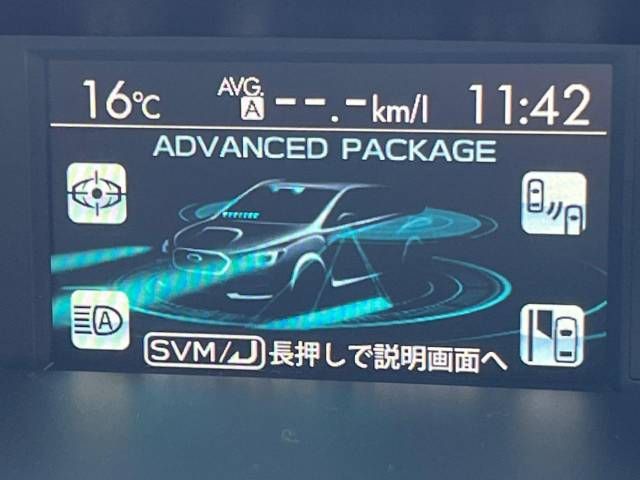 16℃ AVG. A --.-km/l 11:42
ADVANCED PACKAGE
A
SVM/⤶ 長押しで説明画面へ